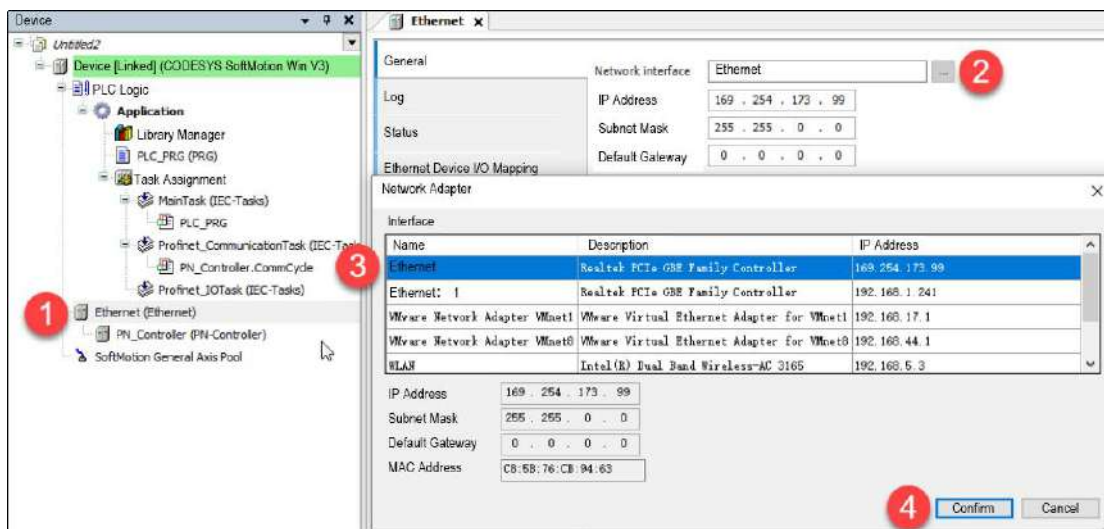 Device
Untitled2
Device [Linked] (CODESYS SoftMotion Win V3)
PLC Logic
Application
Library Manager
PLC_PRG (PRG)
Task Assignment
MainTask (IEC-Tasks)
PLC_PRG
Profinet_CommunicationTask (IEC-Task
PN_Controller.CommCycle
Profinet_IOTask (IEC-Tasks)
1
Ethernet (Ethernet)
PN_Controller (PN-Controller)
SoftMotion General Axis Pool
Ethernet
General
Log
Status
Ethernet Device I/O Mapping
Network interface Ethernet ... 2
IP Address 169 . 254 . 173 . 99
Subnet Mask 255 . 255 . 0 . 0
Default Gateway 0 . 0 . 0 . 0
Network Adapter
Interface
Name Description IP Address
3 Ethernet Realtek PCIe GBE Family Controller 169.254.173.99
Ethernet: 1 Realtek PCIe GBE Family Controller 192.168.1.241
VMware Network Adapter VMnet1 VMware Virtual Ethernet Adapter for VMnet1 192.168.17.1
VMware Network Adapter VMnet8 VMware Virtual Ethernet Adapter for VMnet8 192.168.44.1
WLAN Intel(R) Dual Band Wireless-AC 3165 192.168.5.3
IP Address 169 . 254 . 173 . 99
Subnet Mask 255 . 255 . 0 . 0
Default Gateway 0 . 0 . 0 . 0
MAC Address C8:5B:76:CB:94:63
4 Confirm Cancel